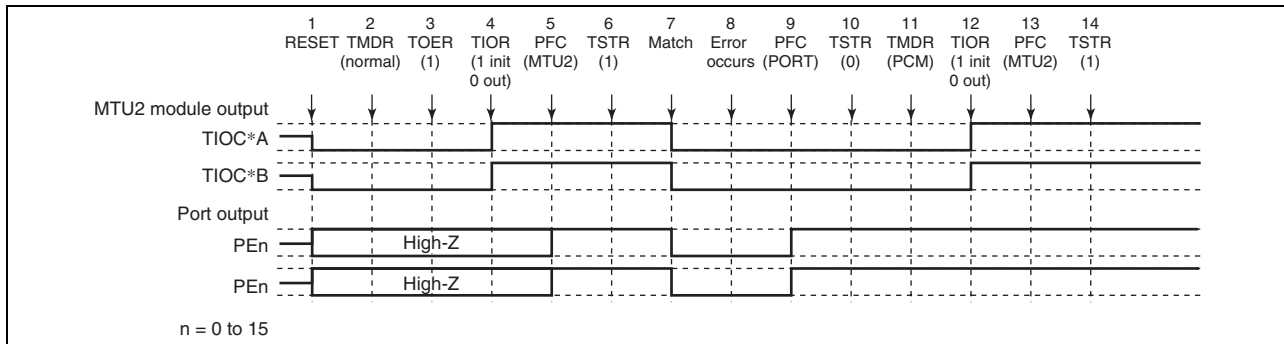 1 2 3 4 5 6 7 8 9 10 11 12 13 14
RESET TMDR TOER TIOR PFC TSTR Match Error PFC TSTR TMDR TIOR PFC TSTR
(normal) (1) (1 init (MTU2) (1) occurs (PORT) (0) (PCM) (1 init (MTU2) (1)
0 out) 0 out)
MTU2 module output
TIOC*A
TIOC*B
Port output
PEn High-Z
PEn High-Z
n = 0 to 15